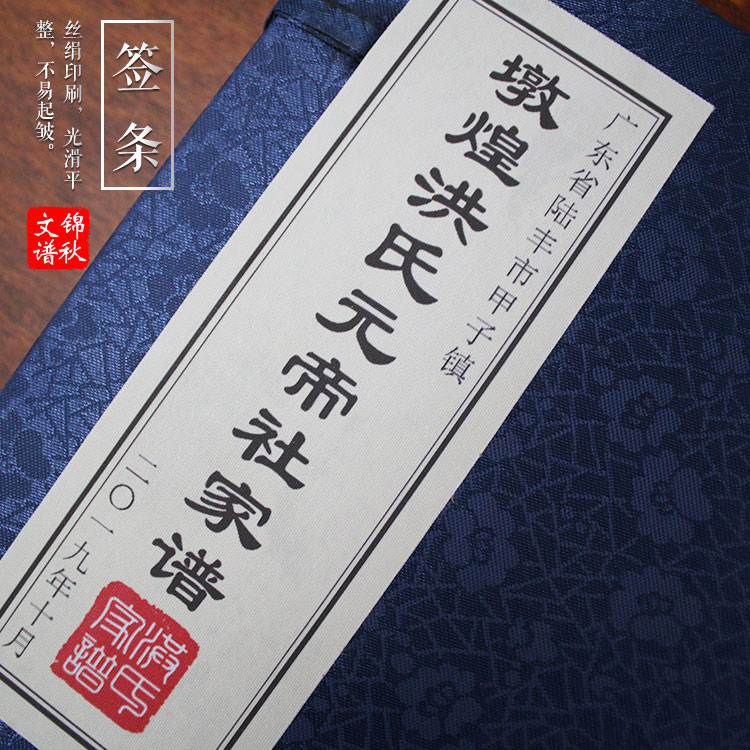 签条
丝绢印刷，光滑平
整，不易起皱。
锦秋
文谱
广东省陆丰市甲子镇
墩煌洪氏元帝社家谱
二〇一九年十月
洪氏
家谱